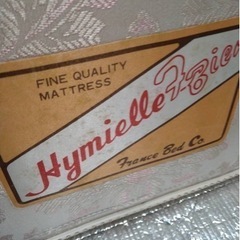 FINE QUALITY
MATTRESS
Hymielle
France Bed Co